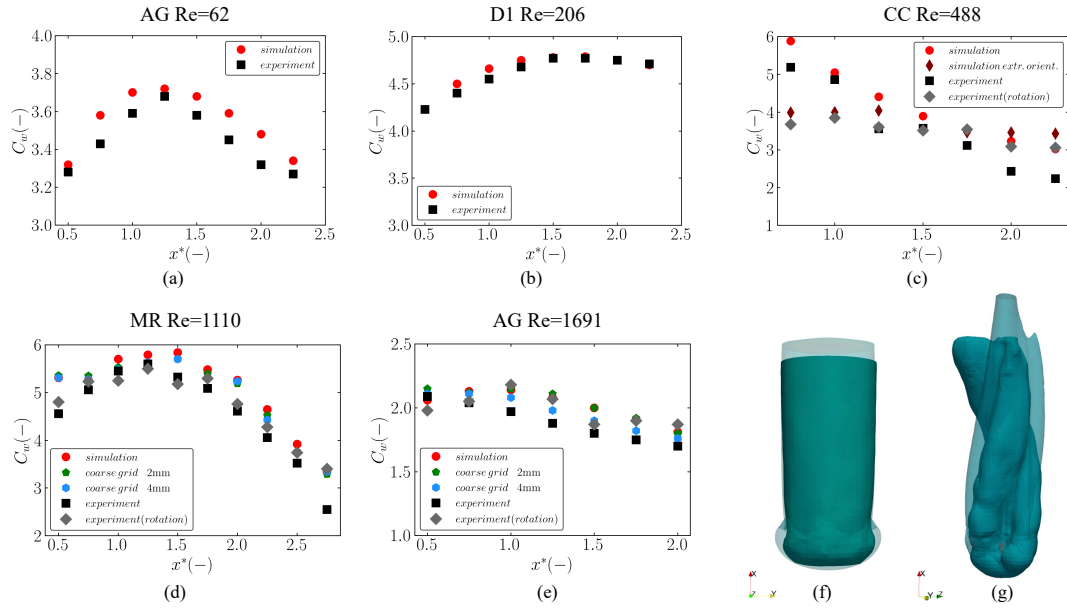 AG Re=62
3.0
3.2
3.4
3.6
3.8
4.0
C_w(−)
0.5 1.0 1.5 2.0 2.5
x*(−)
simulation
experiment
(a)
D1 Re=206
3.0
3.5
4.0
4.5
5.0
C_w(−)
0.5 1.0 1.5 2.0 2.5
x*(−)
simulation
experiment
(b)
CC Re=488
1
2
3
4
5
6
C_w(−)
1.0 1.5 2.0
x*(−)
simulation
simulation extr. orient.
experiment
experiment(rotation)
(c)
MR Re=1110
2
3
4
5
6
C_w(−)
0.5 1.0 1.5 2.0 2.5
x*(−)
simulation
coarse grid 2mm
coarse grid 4mm
experiment
experiment(rotation)
(d)
AG Re=1691
1.0
1.5
2.0
2.5
C_w(−)
0.5 1.0 1.5 2.0
x*(−)
simulation
coarse grid 2mm
coarse grid 4mm
experiment
experiment(rotation)
(e)
X
Z Y
(f)
X
Y Z
(g)